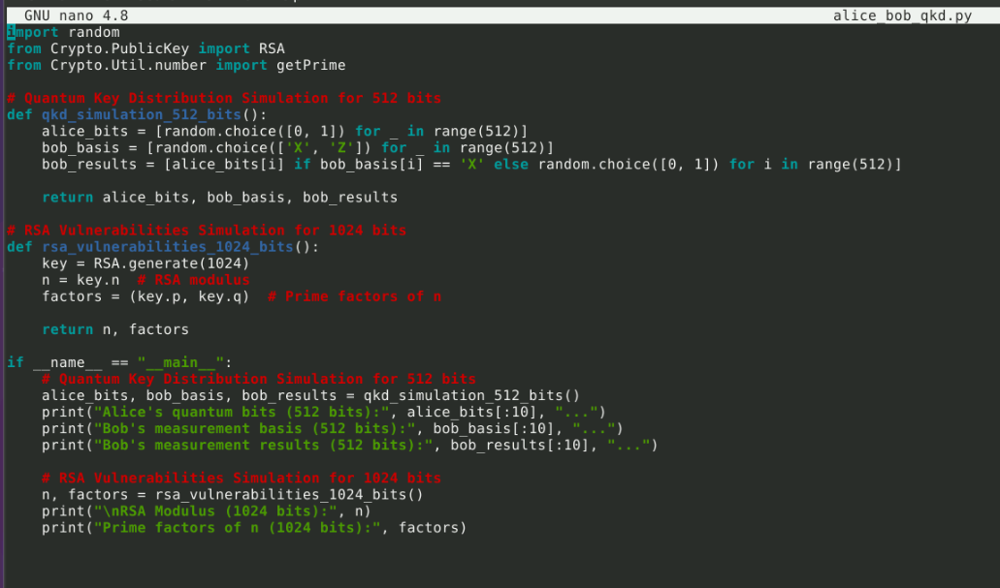 GNU nano 4.8 alice_bob_qkd.py
import random
from Crypto.PublicKey import RSA
from Crypto.Util.number import getPrime

# Quantum Key Distribution Simulation for 512 bits
def qkd_simulation_512_bits():
    alice_bits = [random.choice([0, 1]) for _ in range(512)]
    bob_basis = [random.choice(['X', 'Z']) for _ in range(512)]
    bob_results = [alice_bits[i] if bob_basis[i] == 'X' else random.choice([0, 1]) for i in range(512)]

    return alice_bits, bob_basis, bob_results

# RSA Vulnerabilities Simulation for 1024 bits
def rsa_vulnerabilities_1024_bits():
    key = RSA.generate(1024)
    n = key.n  # RSA modulus
    factors = (key.p, key.q)  # Prime factors of n

    return n, factors

if __name__ == "__main__":
    # Quantum Key Distribution Simulation for 512 bits
    alice_bits, bob_basis, bob_results = qkd_simulation_512_bits()
    print("Alice's quantum bits (512 bits):", alice_bits[:10], "...")
    print("Bob's measurement basis (512 bits):", bob_basis[:10], "...")
    print("Bob's measurement results (512 bits):", bob_results[:10], "...")

    # RSA Vulnerabilities Simulation for 1024 bits
    n, factors = rsa_vulnerabilities_1024_bits()
    print("\nRSA Modulus (1024 bits):", n)
    print("Prime factors of n (1024 bits):", factors)